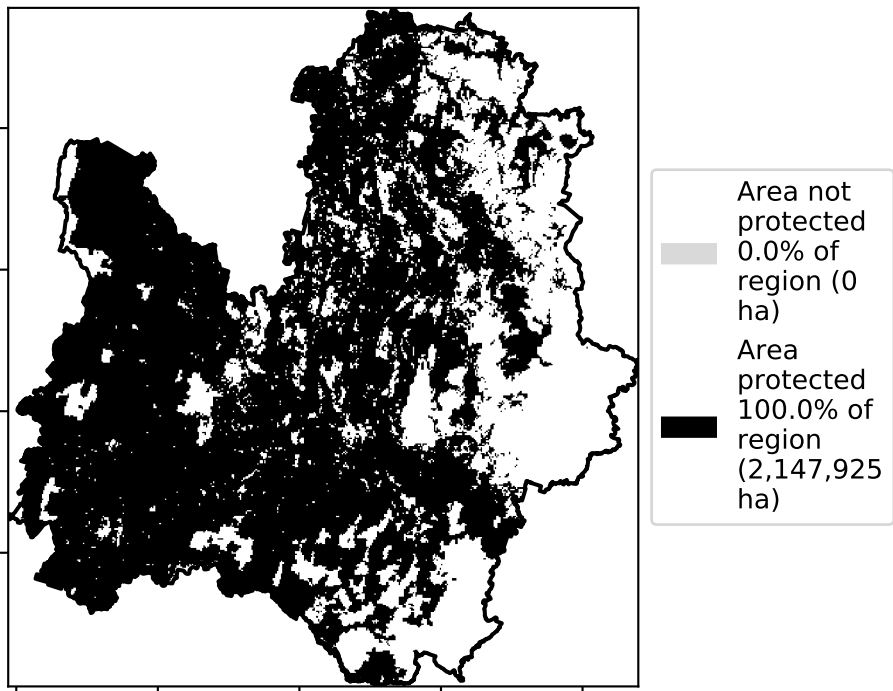 Area not
protected
0.0% of
region (0
ha)
Area
protected
100.0% of
region
(2,147,925
ha)